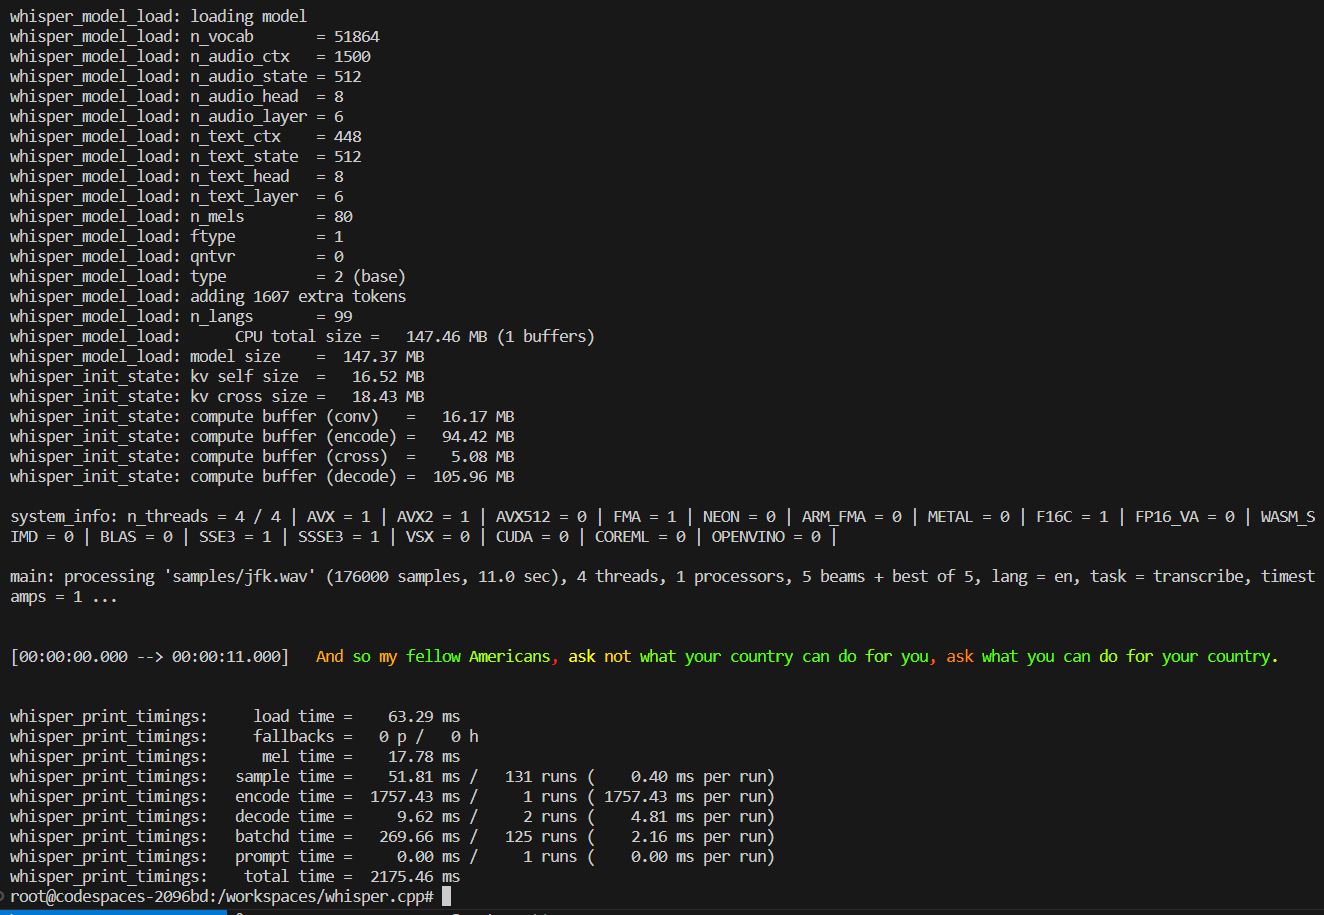 whisper_model_load: loading model
whisper_model_load: n_vocab       = 51864
whisper_model_load: n_audio_ctx   = 1500
whisper_model_load: n_audio_state = 512
whisper_model_load: n_audio_head  = 8
whisper_model_load: n_audio_layer = 6
whisper_model_load: n_text_ctx    = 448
whisper_model_load: n_text_state  = 512
whisper_model_load: n_text_head   = 8
whisper_model_load: n_text_layer  = 6
whisper_model_load: n_mels        = 80
whisper_model_load: ftype         = 1
whisper_model_load: qntvr         = 0
whisper_model_load: type          = 2 (base)
whisper_model_load: adding 1607 extra tokens
whisper_model_load: n_langs       = 99
whisper_model_load:      CPU total size =   147.46 MB (1 buffers)
whisper_model_load: model size    =  147.37 MB
whisper_init_state: kv self size  =   16.52 MB
whisper_init_state: kv cross size =   18.43 MB
whisper_init_state: compute buffer (conv)   =   16.17 MB
whisper_init_state: compute buffer (encode) =   94.42 MB
whisper_init_state: compute buffer (cross)  =    5.08 MB
whisper_init_state: compute buffer (decode) =  105.96 MB

system_info: n_threads = 4 / 4 | AVX = 1 | AVX2 = 1 | AVX512 = 0 | FMA = 1 | NEON = 0 | ARM_FMA = 0 | METAL = 0 | F16C = 1 | FP16_VA = 0 | WASM_S
IMD = 0 | BLAS = 0 | SSE3 = 1 | SSSE3 = 1 | VSX = 0 | CUDA = 0 | COREML = 0 | OPENVINO = 0 |

main: processing 'samples/jfk.wav' (176000 samples, 11.0 sec), 4 threads, 1 processors, 5 beams + best of 5, lang = en, task = transcribe, timest
amps = 1 ...

[00:00:00.000 --> 00:00:11.000]   And so my fellow Americans, ask not what your country can do for you, ask what you can do for your country.

whisper_print_timings:     load time =    63.29 ms
whisper_print_timings:     fallbacks =   0 p /   0 h
whisper_print_timings:      mel time =    17.78 ms
whisper_print_timings:   sample time =    51.81 ms /   131 runs (    0.40 ms per run)
whisper_print_timings:   encode time =  1757.43 ms /     1 runs ( 1757.43 ms per run)
whisper_print_timings:   decode time =     9.62 ms /     2 runs (    4.81 ms per run)
whisper_print_timings:   batchd time =   269.66 ms /   125 runs (    2.16 ms per run)
whisper_print_timings:   prompt time =     0.00 ms /     1 runs (    0.00 ms per run)
whisper_print_timings:    total time =  2175.46 ms
root@codespaces-2096bd:/workspaces/whisper.cpp#